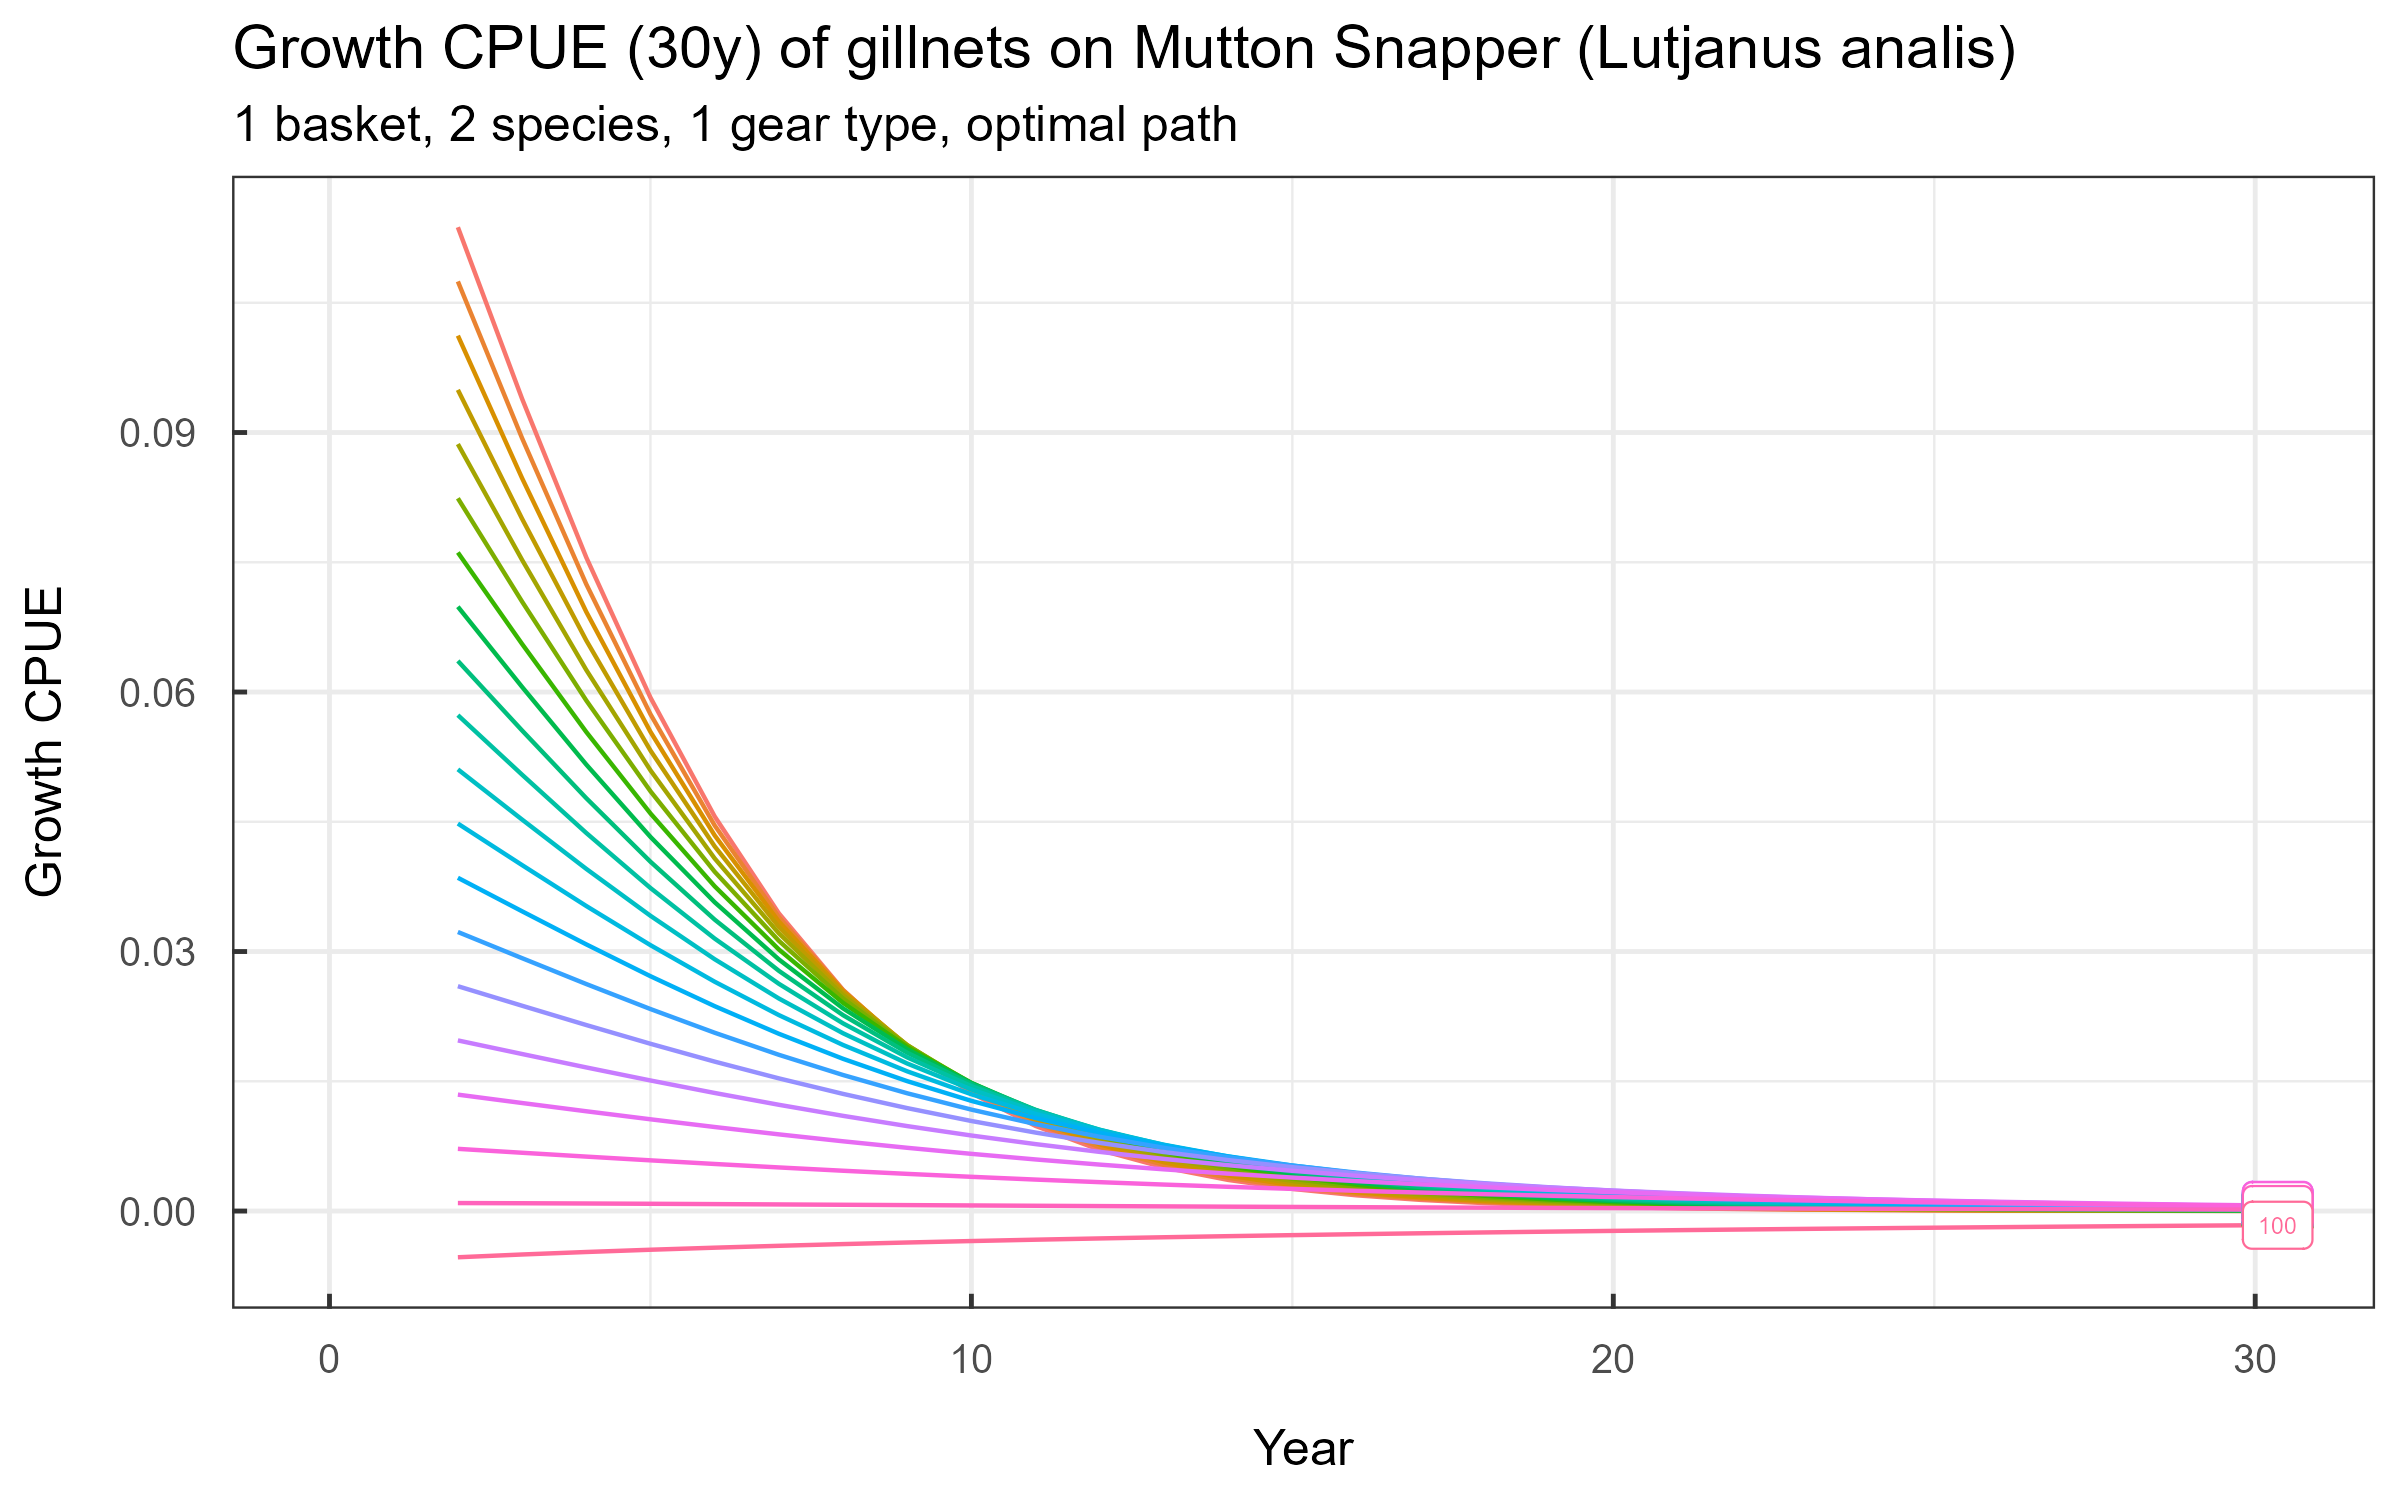 Growth CPUE (30y) of gillnets on Mutton Snapper (Lutjanus analis)
1 basket, 2 species, 1 gear type, optimal path
Growth CPUE
0.09
0.06
0.03
0.00
100
0 10 20 30
Year